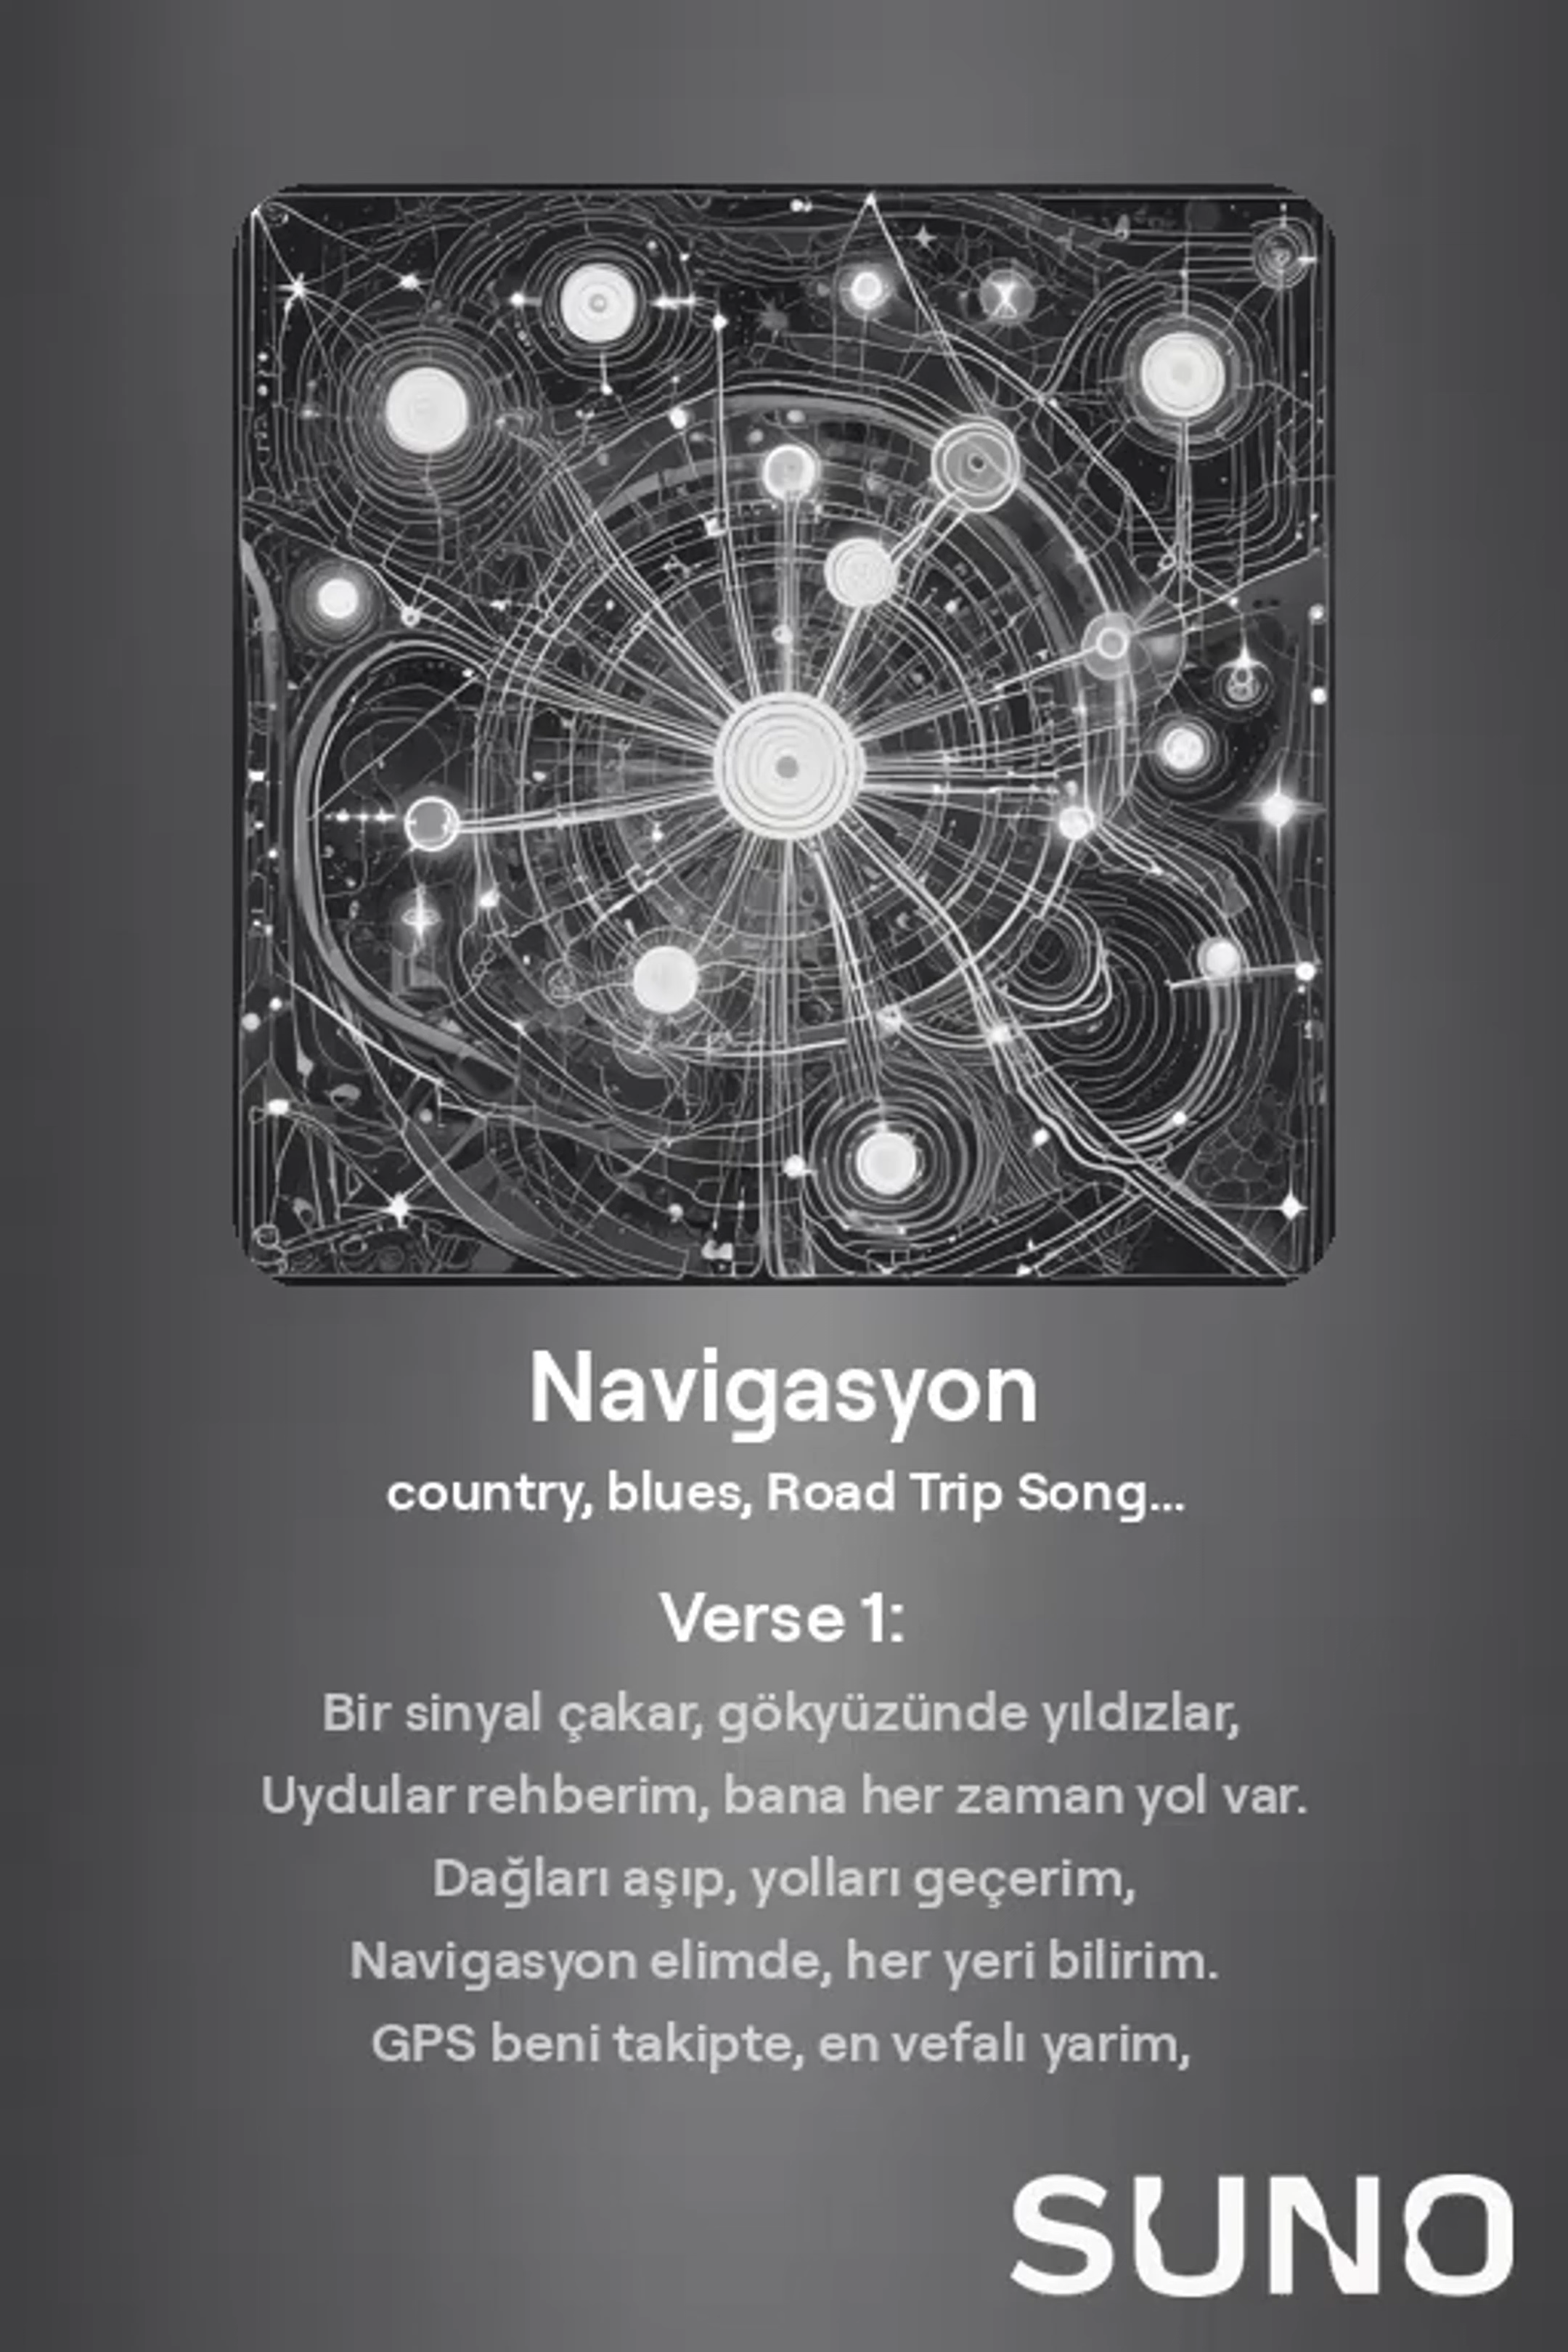 Navigasyon
country, blues, Road Trip Song...
Verse 1:
Bir sinyal çakar, gökyüzünde yıldızlar,
Uydular rehberim, bana her zaman yol var.
Dağları aşıp, yolları geçerim,
Navigasyon elimde, her yeri bilirim.
GPS beni takipte, en vefalı yarim,
SUNO